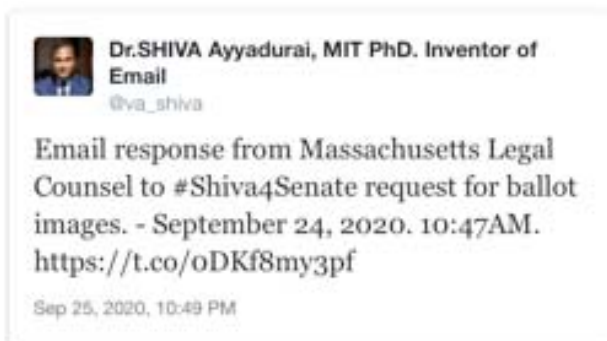 Dr.SHIVA Ayyadurai, MIT PhD. Inventor of
Email
@va_shiva
Email response from Massachusetts Legal
Counsel to #Shiva4Senate request for ballot
images. - September 24, 2020. 10:47AM.
https://t.co/0DKf8my3pf
Sep 25, 2020, 10:49 PM